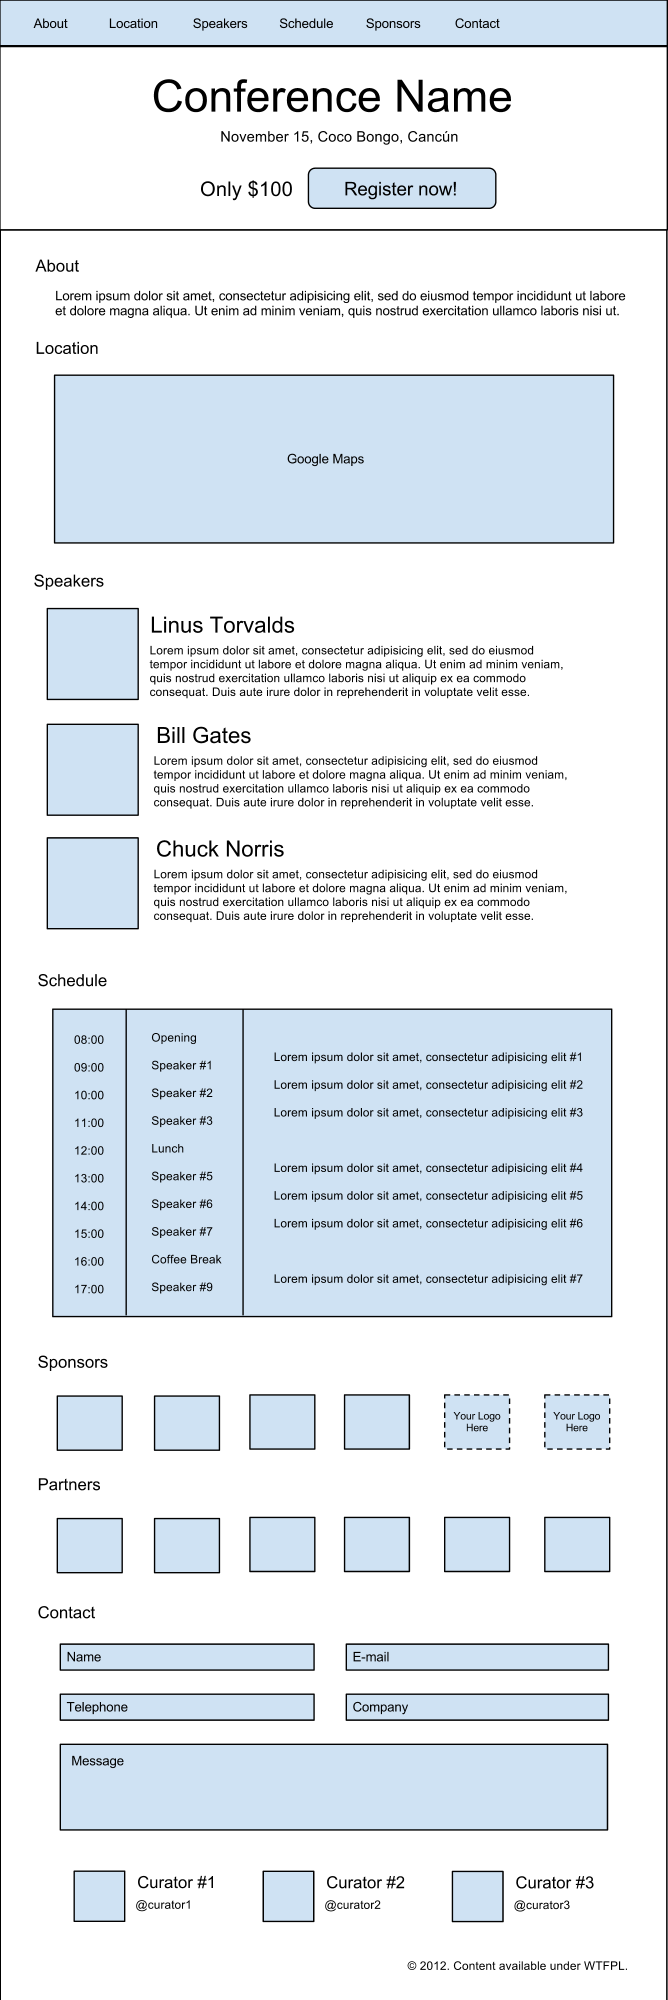 About Location Speakers Schedule Sponsors Contact
Conference Name
November 15, Coco Bongo, Cancún
Only $100 Register now!
About
Lorem ipsum dolor sit amet, consectetur adipisicing elit, sed do eiusmod tempor incididunt ut labore
et dolore magna aliqua. Ut enim ad minim veniam, quis nostrud exercitation ullamco laboris nisi ut.
Location
Google Maps
Speakers
Linus Torvalds
Lorem ipsum dolor sit amet, consectetur adipisicing elit, sed do eiusmod
tempor incididunt ut labore et dolore magna aliqua. Ut enim ad minim veniam,
quis nostrud exercitation ullamco laboris nisi ut aliquip ex ea commodo
consequat. Duis aute irure dolor in reprehenderit in voluptate velit esse.
Bill Gates
Lorem ipsum dolor sit amet, consectetur adipisicing elit, sed do eiusmod
tempor incididunt ut labore et dolore magna aliqua. Ut enim ad minim veniam,
quis nostrud exercitation ullamco laboris nisi ut aliquip ex ea commodo
consequat. Duis aute irure dolor in reprehenderit in voluptate velit esse.
Chuck Norris
Lorem ipsum dolor sit amet, consectetur adipisicing elit, sed do eiusmod
tempor incididunt ut labore et dolore magna aliqua. Ut enim ad minim veniam,
quis nostrud exercitation ullamco laboris nisi ut aliquip ex ea commodo
consequat. Duis aute irure dolor in reprehenderit in voluptate velit esse.
Schedule
08:00 Opening
09:00 Speaker #1 Lorem ipsum dolor sit amet, consectetur adipisicing elit #1
10:00 Speaker #2 Lorem ipsum dolor sit amet, consectetur adipisicing elit #2
11:00 Speaker #3 Lorem ipsum dolor sit amet, consectetur adipisicing elit #3
12:00 Lunch
13:00 Speaker #5 Lorem ipsum dolor sit amet, consectetur adipisicing elit #4
14:00 Speaker #6 Lorem ipsum dolor sit amet, consectetur adipisicing elit #5
15:00 Speaker #7 Lorem ipsum dolor sit amet, consectetur adipisicing elit #6
16:00 Coffee Break
17:00 Speaker #9 Lorem ipsum dolor sit amet, consectetur adipisicing elit #7
Sponsors
Your Logo
Here
Your Logo
Here
Partners
Contact
Name E-mail
Telephone Company
Message
Curator #1 Curator #2 Curator #3
@curator1 @curator2 @curator3
© 2012. Content available under WTFPL.